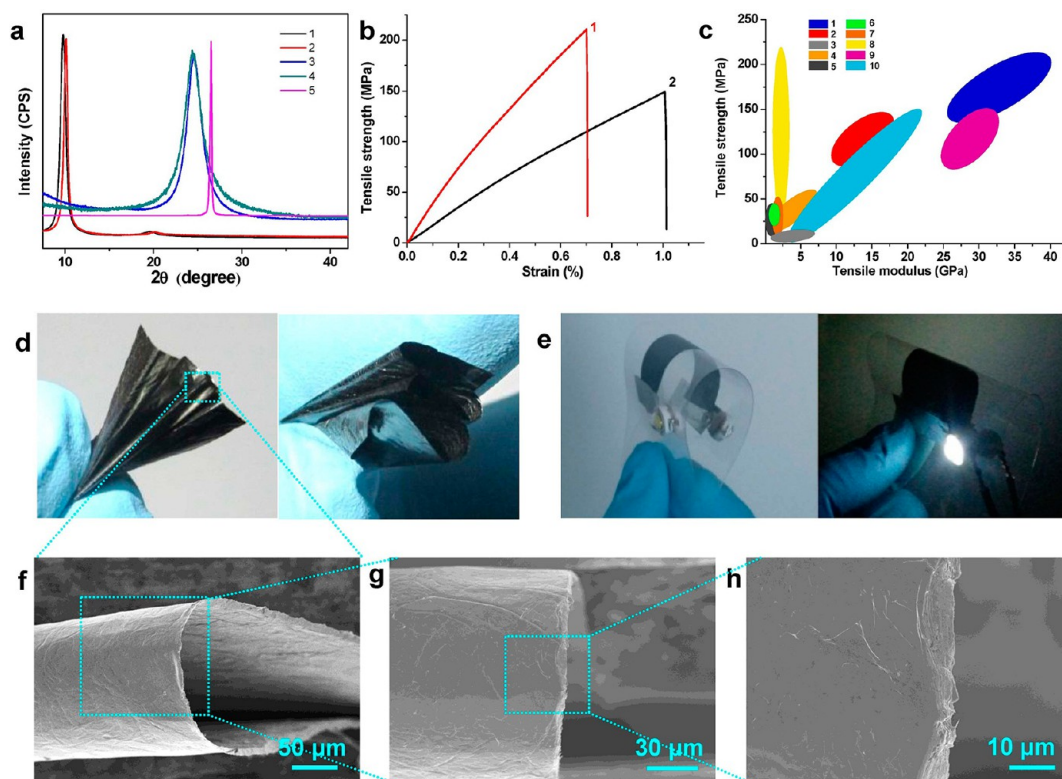 a
Intensity (CPS)
1
2
3
4
5
10
20
30
40
2θ (degree)
b
Tensile strength (MPa)
200
150
100
50
0
1
2
0.0
0.2
0.4
0.6
0.8
1.0
Strain (%)
c
Tensile strength (MPa)
250
200
150
100
50
0
1
2
3
4
5
6
7
8
9
10
5
10
15
20
25
30
35
40
Tensile modulus (GPa)
d
e
f
50 µm
g
30 µm
h
10 µm